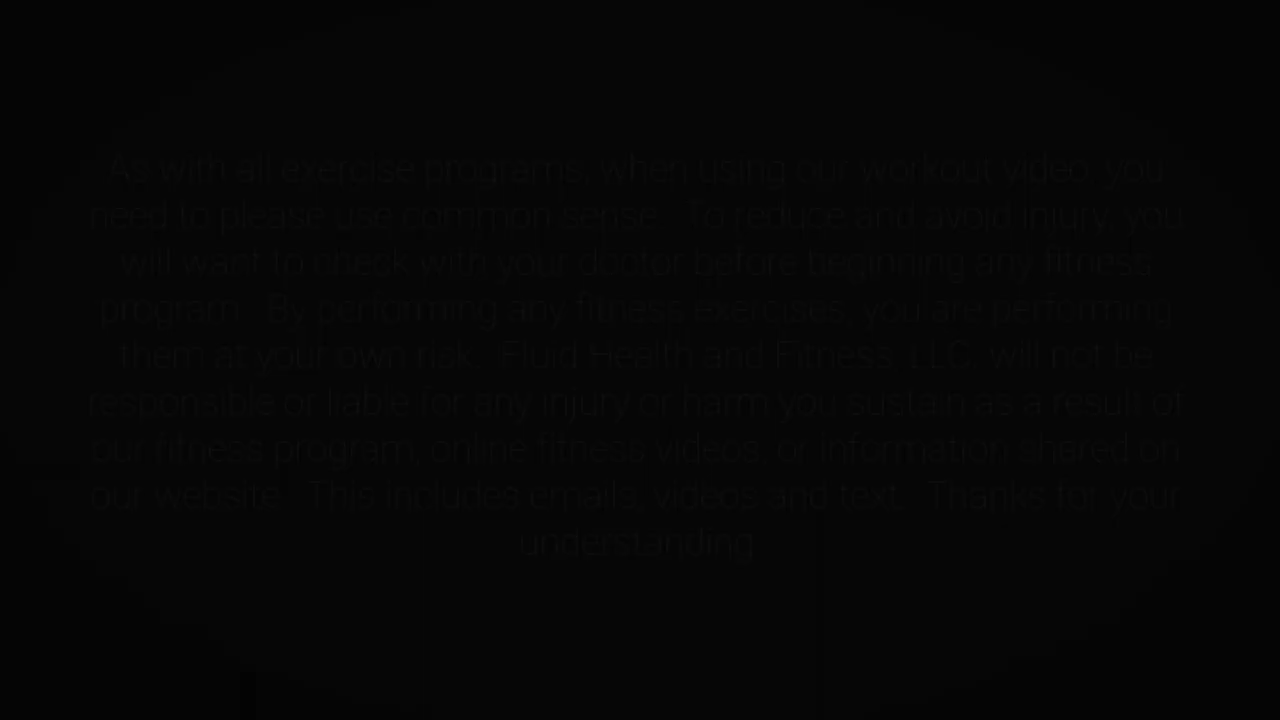 As with all exercise programs, when using our workout video, you
need to please use common sense. To reduce and avoid injury, you
will want to check with your doctor before beginning any fitness
program. By performing any fitness exercises, you are performing
them at your own risk. Fluid Health and Fitness, LLC. will not be
responsible or liable for any injury or harm you sustain as a result of
our fitness program, online fitness videos, or information shared on
our website. This includes emails, videos and text. Thanks for your
understanding.